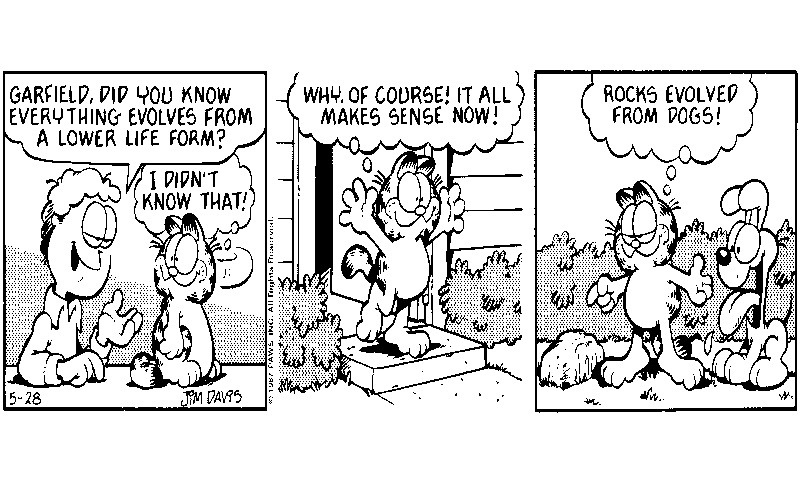 GARFIELD, DID YOU KNOW
EVERYTHING EVOLVES FROM
A LOWER LIFE FORM?
I DIDN'T
KNOW THAT!
5-28
JIM DAVIS
WHY, OF COURSE! IT ALL
MAKES SENSE NOW!
ROCKS EVOLVED
FROM DOGS!